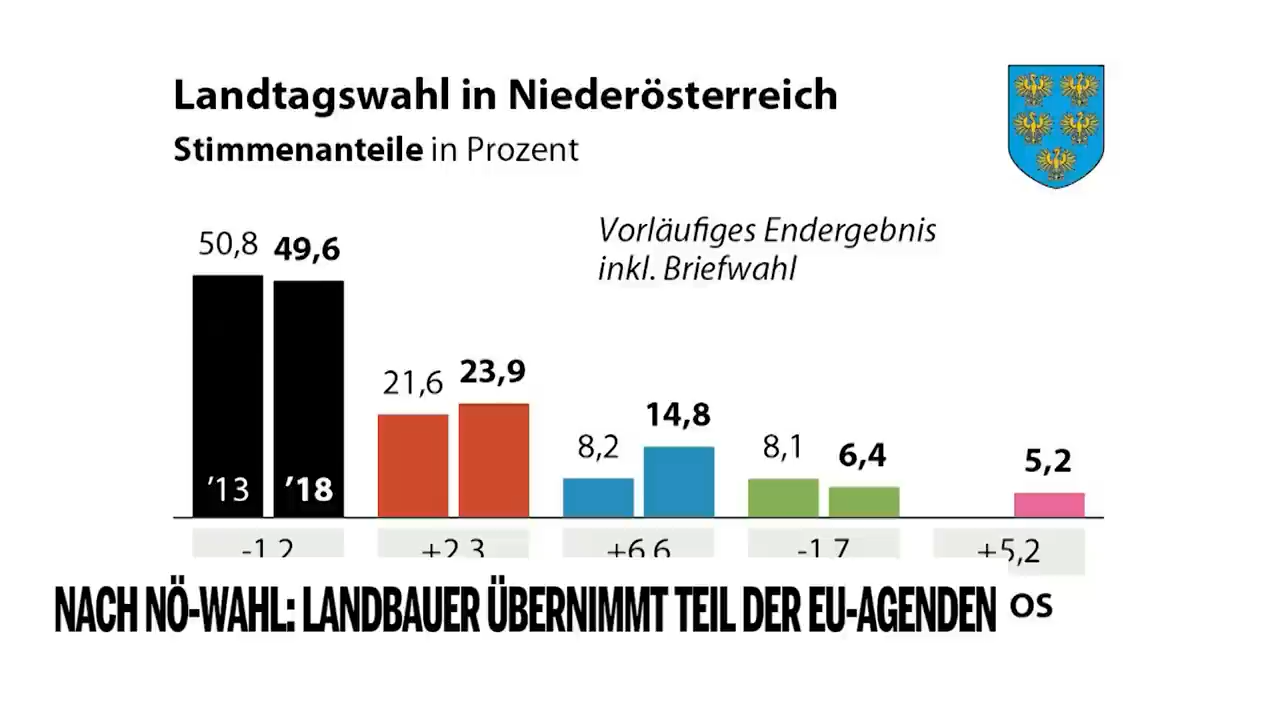 Landtagswahl in Niederösterreich
Stimmenanteile in Prozent
Vorläufiges Endergebnis
inkl. Briefwahl
50,8 49,6
21,6 23,9
8,2 14,8
8,1 6,4
5,2
’13 ’18
-1,2 +2,3 +6,6 -1,7 +5,2
NACH NÖ-WAHL: LANDBAUER ÜBERNIMMT TEIL DER EU-AGENDEN
OS